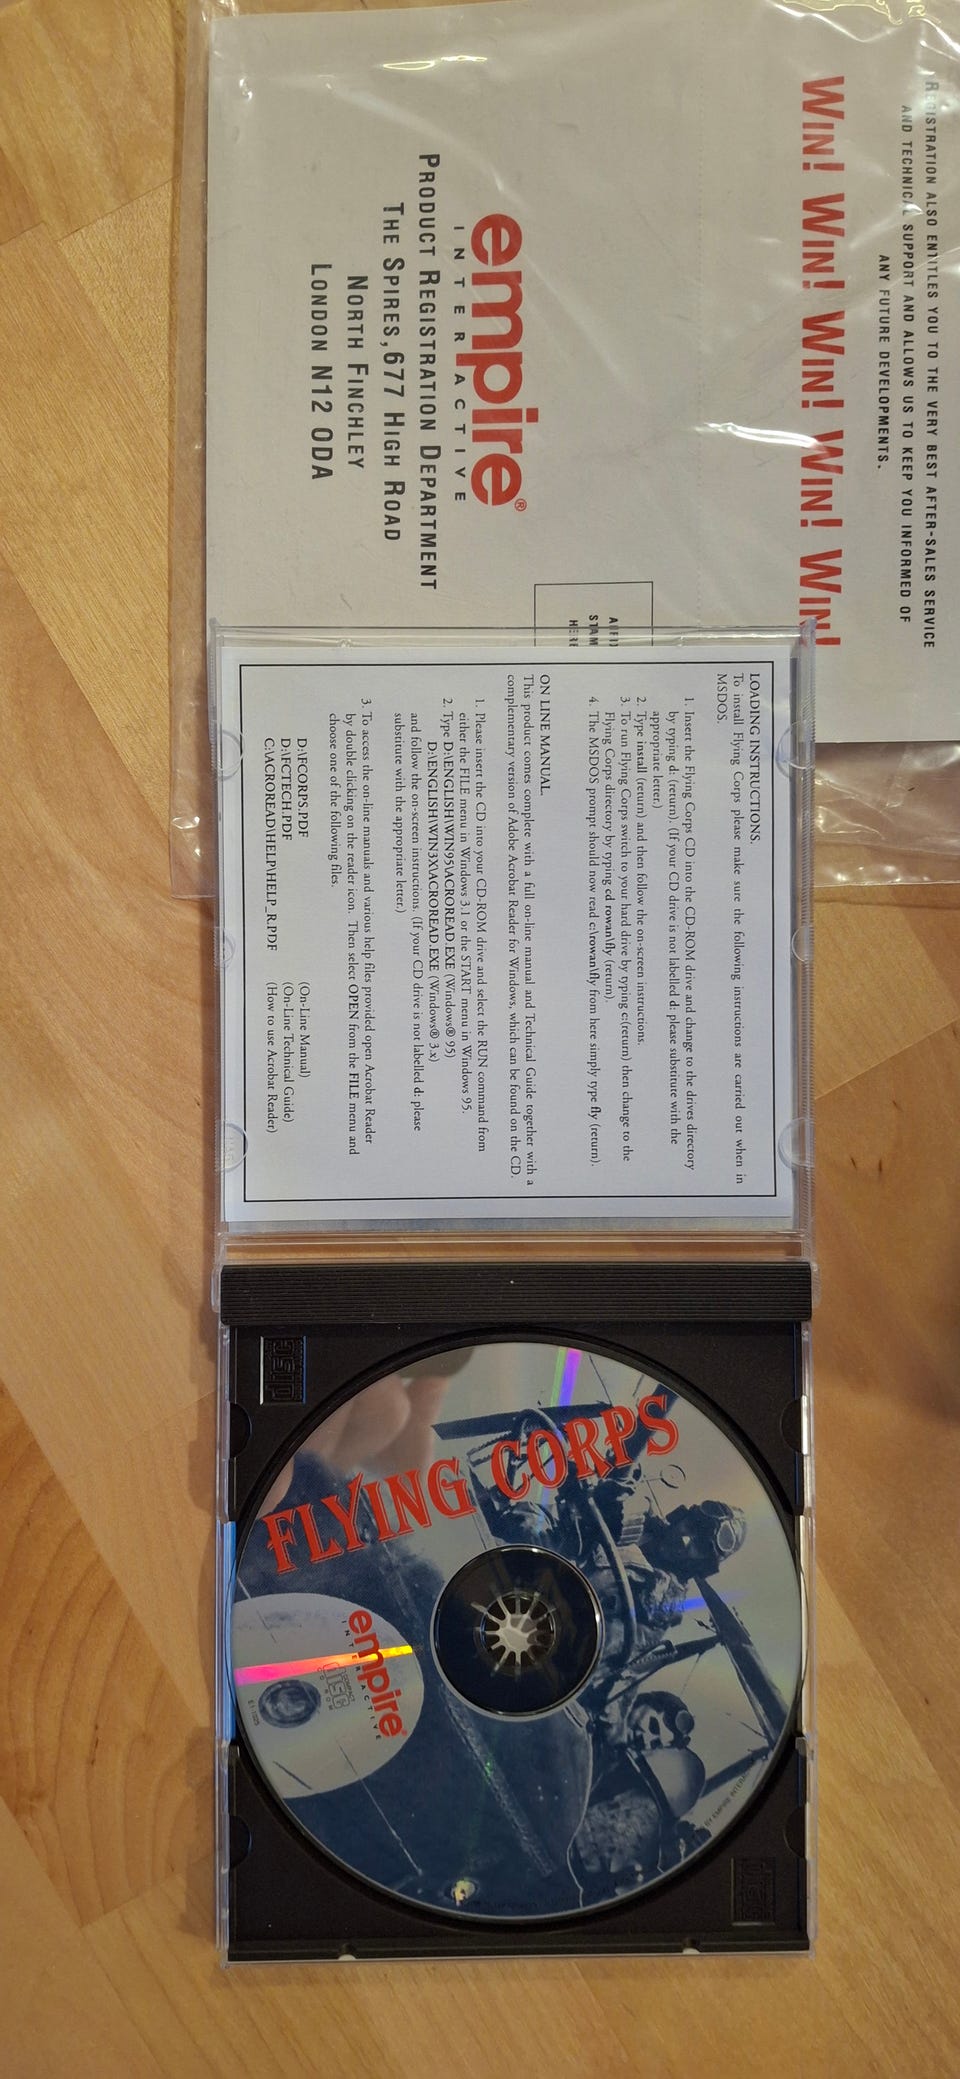 REGISTRATION ALSO ENTITLES YOU TO THE VERY BEST AFTER-SALES SERVICE
AND TECHNICAL SUPPORT AND ALLOWS US TO KEEP YOU INFORMED OF
ANY FUTURE DEVELOPMENTS.
WIN! WIN! WIN! WIN! WIN!
empire®
INTERACTIVE
PRODUCT REGISTRATION DEPARTMENT
THE SPIRES, 677 HIGH ROAD
NORTH FINCHLEY
LONDON N12 0DA
STAM
HERE
LOADING INSTRUCTIONS.
To install Flying Corps please make sure the following instructions are carried out when in
MSDOS.
1. Insert the Flying Corps CD into the CD-ROM drive and change to the drives directory
by typing d: (return). (If your CD drive is not labelled d: please substitute with the
appropriate letter.)
2. Type install (return) and then follow the on-screen instructions.
3. To run Flying Corps switch to your hard drive by typing c:(return) then change to the
Flying Corps directory by typing cd rowan\fly (return).
4. The MSDOS prompt should now read c:\rowan\fly from here simply type fly (return).
ON LINE MANUAL.
This product comes complete with a full on-line manual and Technical Guide together with a
complementary version of Adobe Acrobat Reader for Windows, which can be found on the CD.
1. Please insert the CD into your CD-ROM drive and select the RUN command from
either the FILE menu in Windows 3.1 or the START menu in Windows 95.
2. Type D:\ENGLISH\WIN95\ACROREAD.EXE (Windows® 95)
D:\ENGLISH\WIN3X\ACROREAD.EXE (Windows® 3.x)
and follow the on-screen instructions. (If your CD drive is not labelled d: please
substitute with the appropriate letter.)
3. To access the on-line manuals and various help files provided open Acrobat Reader
by double clicking on the reader icon. Then select OPEN from the FILE menu and
choose one of the following files.
D:\FCORPS.PDF (On-Line Manual)
D:\FCTECH.PDF (On-Line Technical Guide)
C:\ACROREAD\HELP\HELP_R.PDF (How to use Acrobat Reader)
disc
FLYING CORPS
empire®
INTERACTIVE
COMPACT
disc
BY EMPIRE
disc